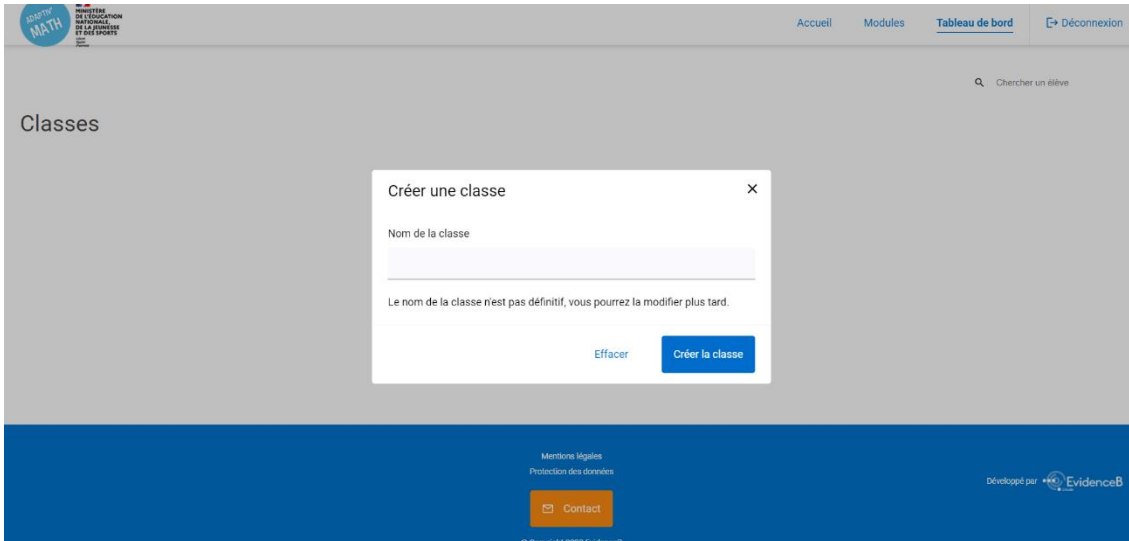 ADAPTIV'
MATH
MINISTÈRE
DE L'ÉDUCATION
NATIONALE,
DE LA JEUNESSE
ET DES SPORTS
Accueil
Modules
Tableau de bord
Déconnexion
Chercher un élève
Classes
Créer une classe
Nom de la classe
Le nom de la classe n'est pas définitif, vous pourrez la modifier plus tard.
Effacer
Créer la classe
Mentions légales
Protection des données
Développé par EvidenceB
Contact